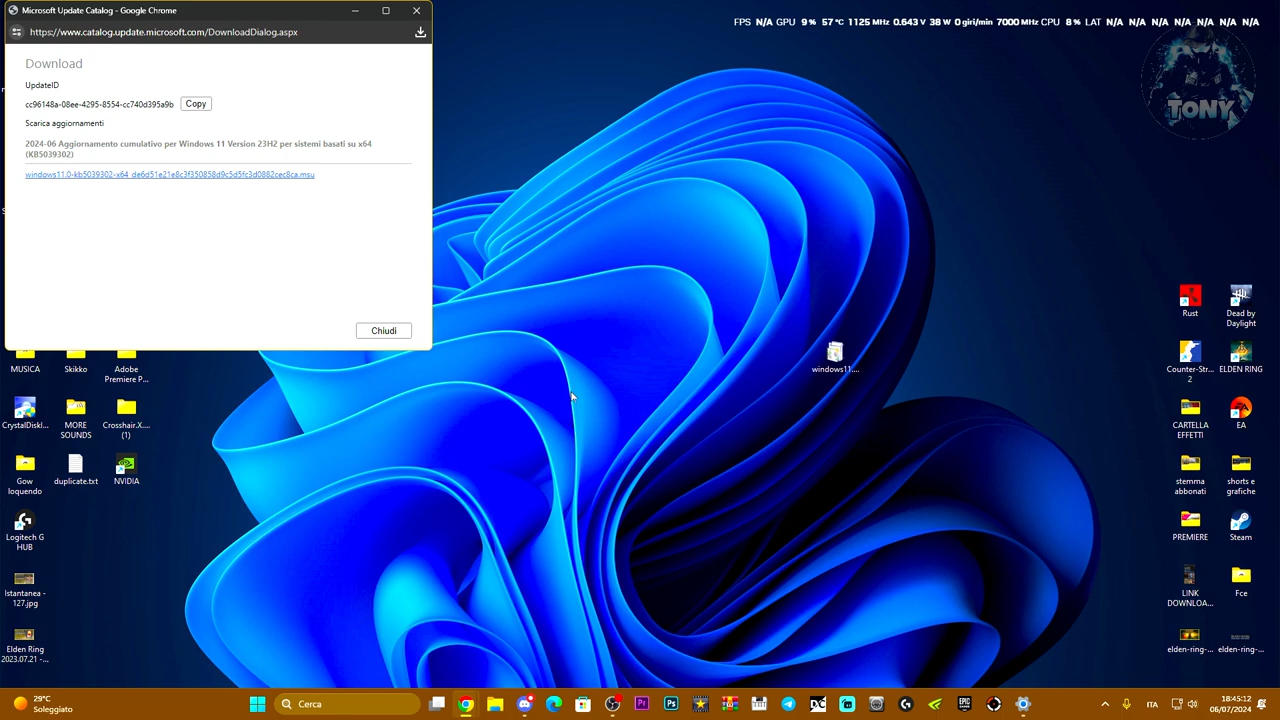 Microsoft Update Catalog - Google Chrome
https://www.catalog.update.microsoft.com/DownloadDialog.aspx
Download
UpdateID
cc96148a-08ee-4295-8554-cc740d395a9b Copy
Scarica aggiornamenti
2024-06 Aggiornamento cumulativo per Windows 11 Version 23H2 per sistemi basati su x64
(KB5039302)
windows11.0-kb5039302-x64_de6d51e21e8c3f350858d9c5d5fc3d0882cec8ca.msu
Chiudi
FPS N/A GPU 9 % 57 °C 1125 MHz 0.643 V 38 W 0 giri/min 7000 MHz CPU 8 % LAT N/A N/A N/A N/A N/A N/A N/A
TONY
windows11....
MUSICA
Skikko
Adobe
Premiere P...
CrystalDiskI...
MORE
SOUNDS
Crosshair.X....
(1)
Gow
loquendo
duplicate.txt
NVIDIA
Logitech G
HUB
Istantanea -
127.jpg
Elden Ring
2023.07.21 -...
Rust
Dead by
Daylight
Counter-Str...
2
ELDEN RING
CARTELLA
EFFETTI
EA
stemma
abbonati
shorts e
grafiche
PREMIERE
Steam
LINK
DOWNLOA...
Fce
elden-ring-...
elden-ring-...
29°C
Soleggiato
Cerca
ITA
18:45:12
06/07/2024